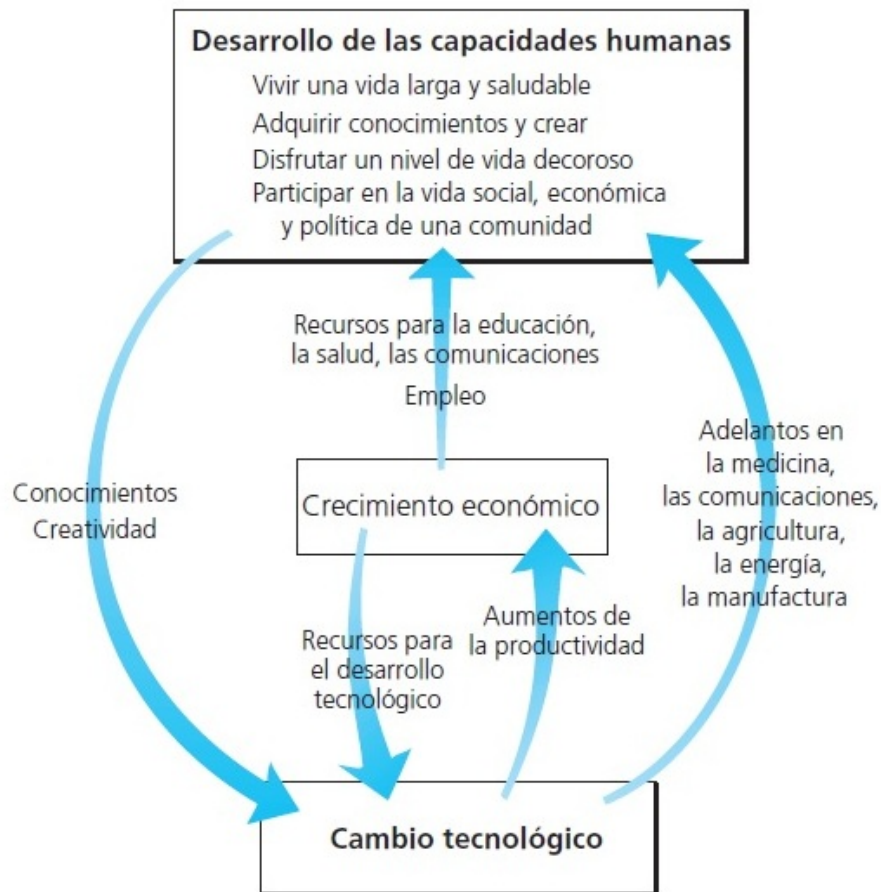 Desarrollo de las capacidades humanas
Vivir una vida larga y saludable
Adquirir conocimientos y crear
Disfrutar un nivel de vida decoroso
Participar en la vida social, económica
y política de una comunidad
Recursos para la educación,
la salud, las comunicaciones
Empleo
Conocimientos
Creatividad
Crecimiento económico
Adelantos en
la medicina,
las comunicaciones,
la agricultura,
la energía,
la manufactura
Recursos para
el desarrollo
tecnológico
Aumentos de
la productividad
Cambio tecnológico